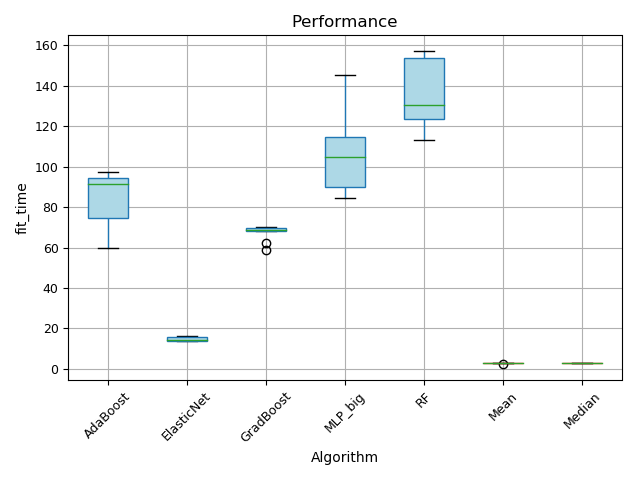 Performance
160
140
120
100
80
60
40
20
0
fit_time
AdaBoost
ElasticNet
GradBoost
MLP_big
RF
Mean
Median
Algorithm